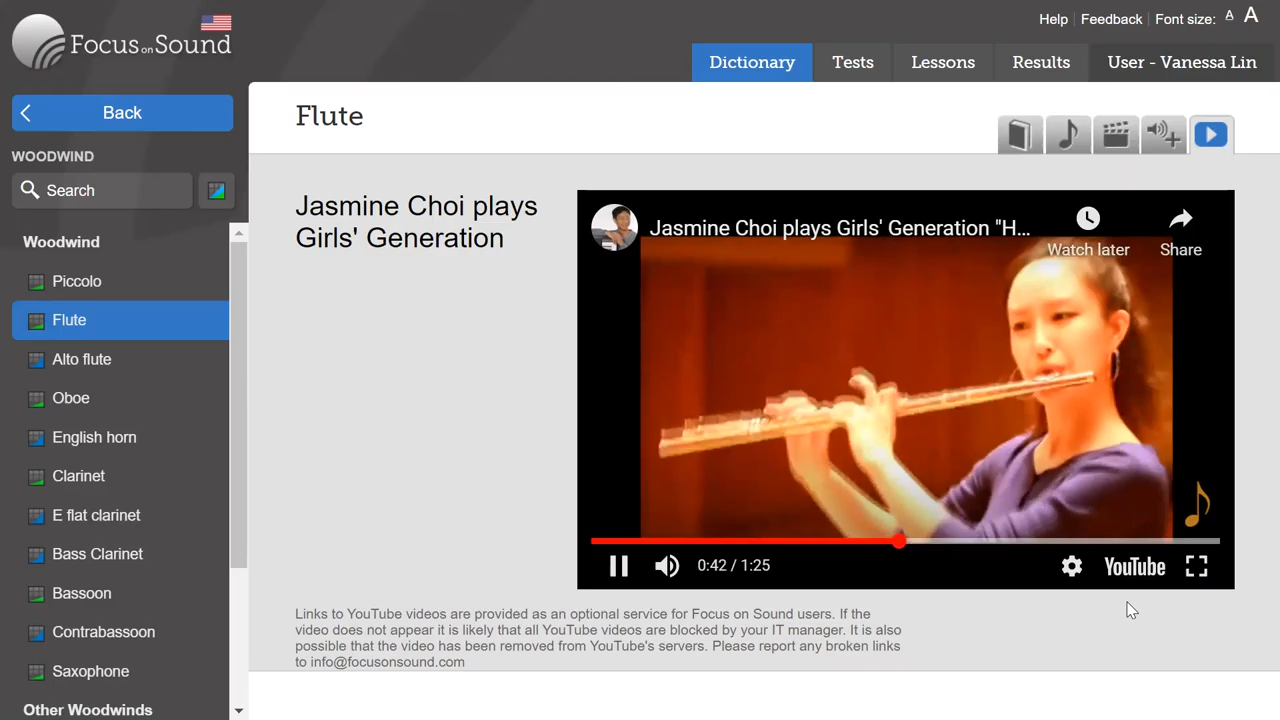 Help
Feedback
Font size: A A
Focus on Sound
Dictionary
Tests
Lessons
Results
User - Vanessa Lin
Back
WOODWIND
Search
Woodwind
Piccolo
Flute
Alto flute
Oboe
English horn
Clarinet
E flat clarinet
Bass Clarinet
Bassoon
Contrabassoon
Saxophone
Other Woodwinds
Flute
Jasmine Choi plays
Girls' Generation
Jasmine Choi plays Girls' Generation "H...
Watch later
Share
0:42 / 1:25
YouTube
Links to YouTube videos are provided as an optional service for Focus on Sound users. If the
video does not appear it is likely that all YouTube videos are blocked by your IT manager. It is also
possible that the video has been removed from YouTube's servers. Please report any broken links
to info@focusonsound.com